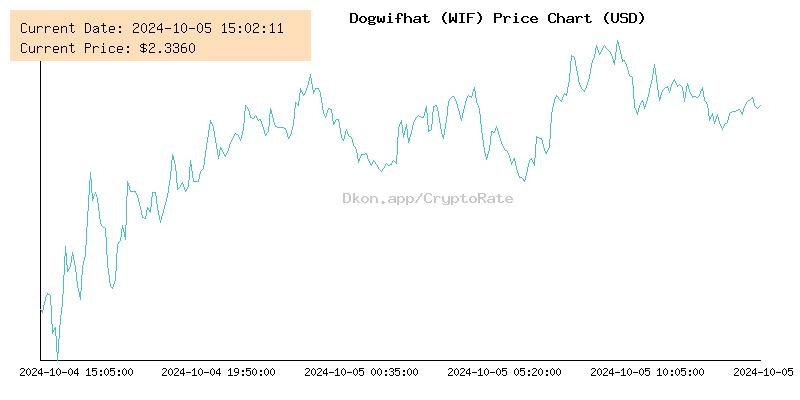 Dogwifhat (WIF) Price Chart (USD)
Current Date: 2024-10-05 15:02:11
Current Price: $2.3360
Dkon.app/CryptoRate
2024-10-04 15:05:00
2024-10-04 19:50:00
2024-10-05 00:35:00
2024-10-05 05:20:00
2024-10-05 10:05:00
2024-10-05